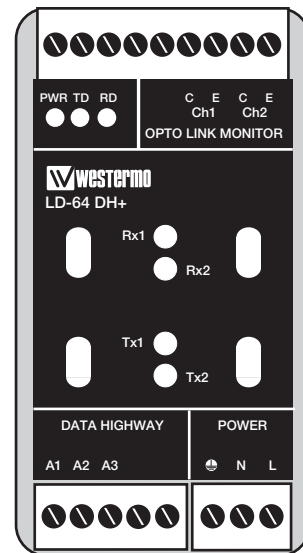 PWR TD RD
C E C E
Ch1 Ch2
OPTO LINK MONITOR
westermo
LD-64 DH+
Rx1
Rx2
Tx1
Tx2
DATA HIGHWAY
POWER
A1 A2 A3
N L